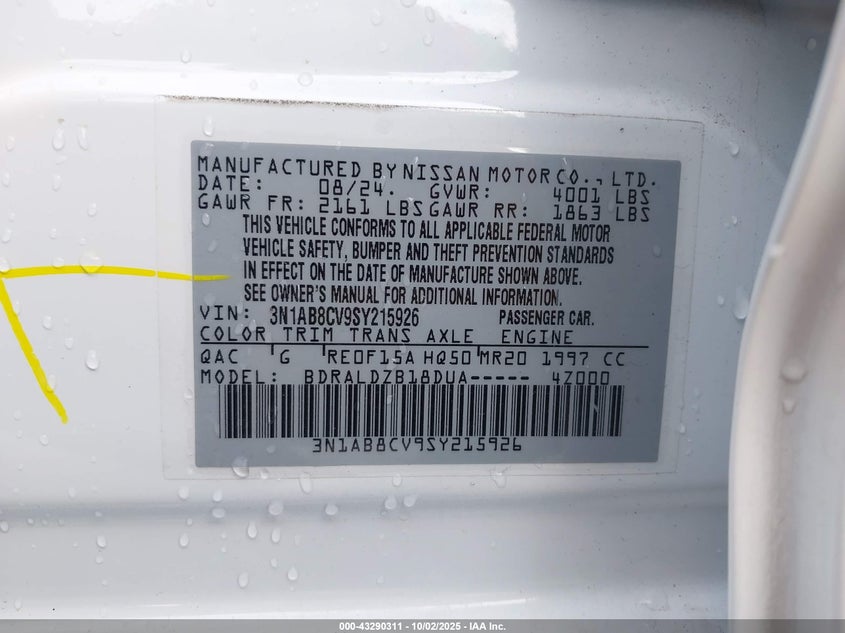 MANUFACTURED BY NISSAN MOTOR CO., LTD.
DATE: 08/24. GVWR: 4001 LBS
GAWR FR: 2161 LBS GAWR RR: 1863 LBS
THIS VEHICLE CONFORMS TO ALL APPLICABLE FEDERAL MOTOR
VEHICLE SAFETY, BUMPER AND THEFT PREVENTION STANDARDS
IN EFFECT ON THE DATE OF MANUFACTURE SHOWN ABOVE.
SEE OWNER'S MANUAL FOR ADDITIONAL INFORMATION.
VIN: 3N1AB8CV9SY215926 PASSENGER CAR.
COLOR TRIM TRANS AXLE ENGINE
QAC G RE0F15A HQ50 MR20 1997 CC
MODEL: BDRALDZB18DUA----- 4Z000
3N1AB8CV9SY215926
000-43290311 - 10/02/2025 - IAA Inc.